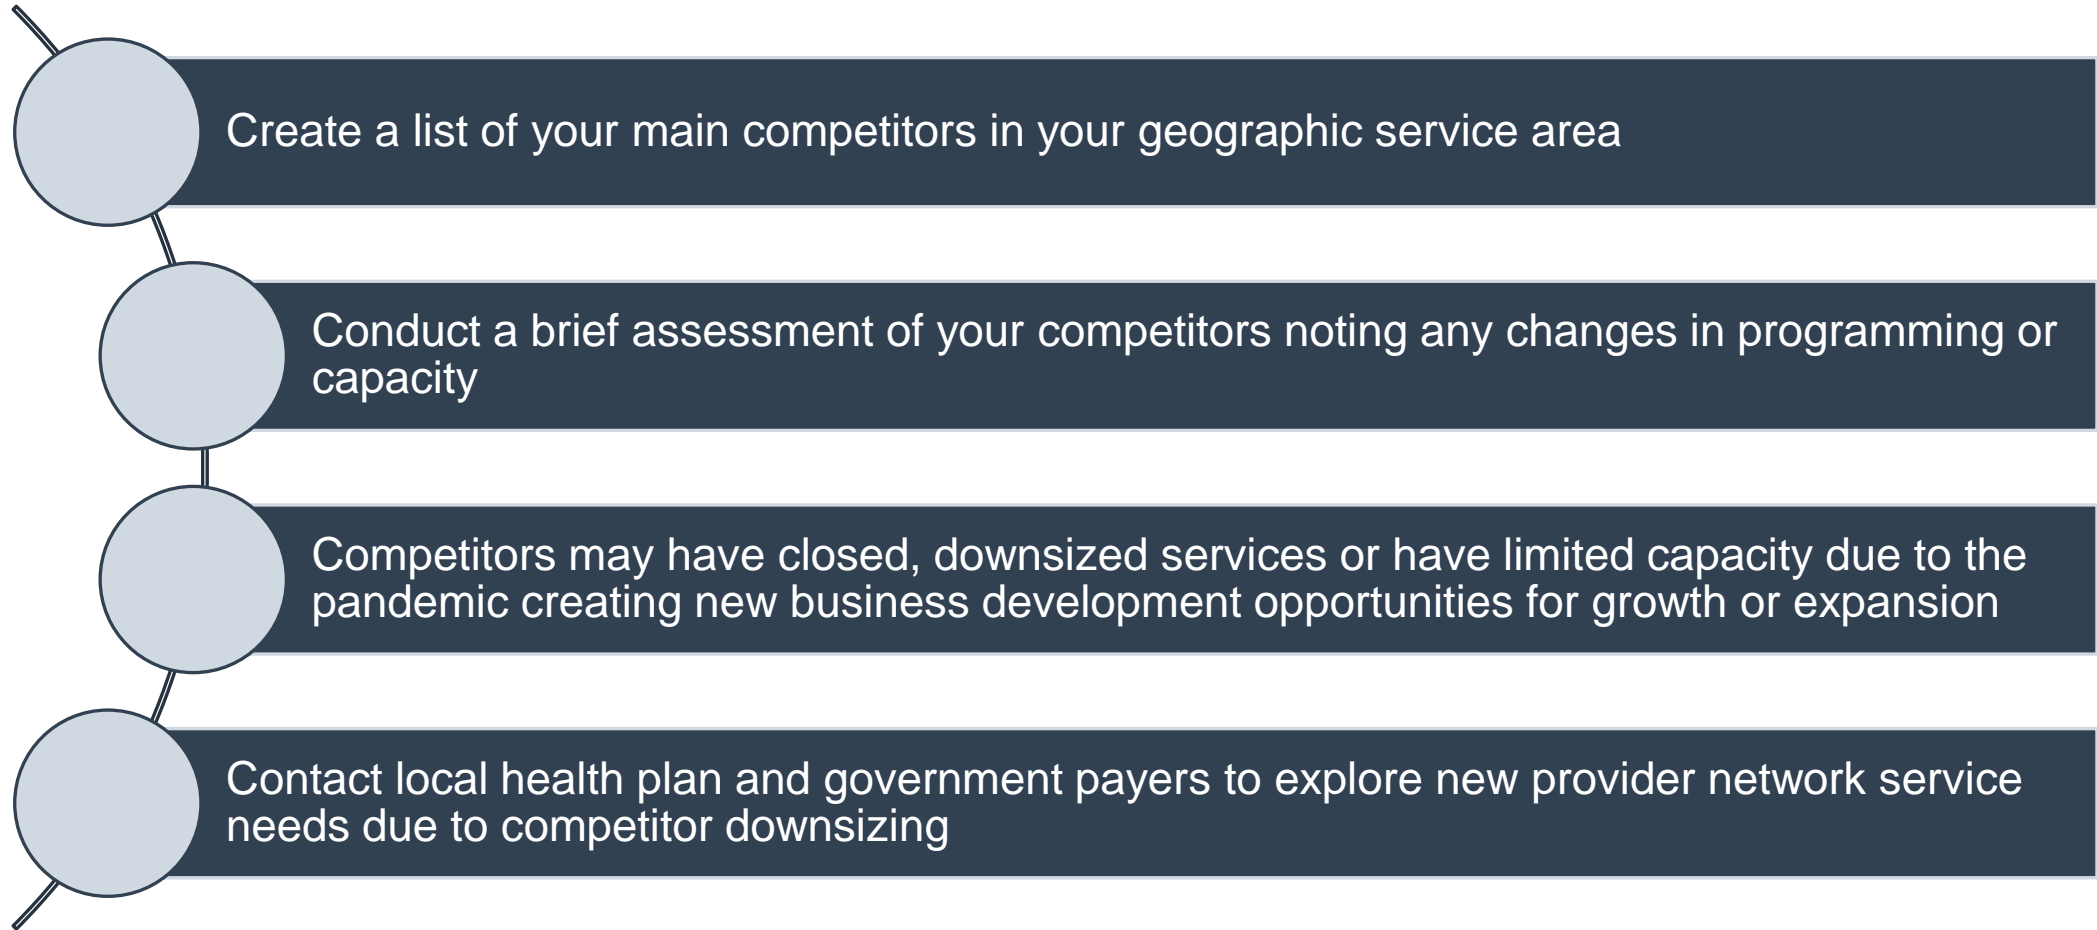 Create a list of your main competitors in your geographic service area
Conduct a brief assessment of your competitors noting any changes in programming or
capacity
Competitors may have closed, downsized services or have limited capacity due to the
pandemic creating new business development opportunities for growth or expansion
Contact local health plan and government payers to explore new provider network service
needs due to competitor downsizing